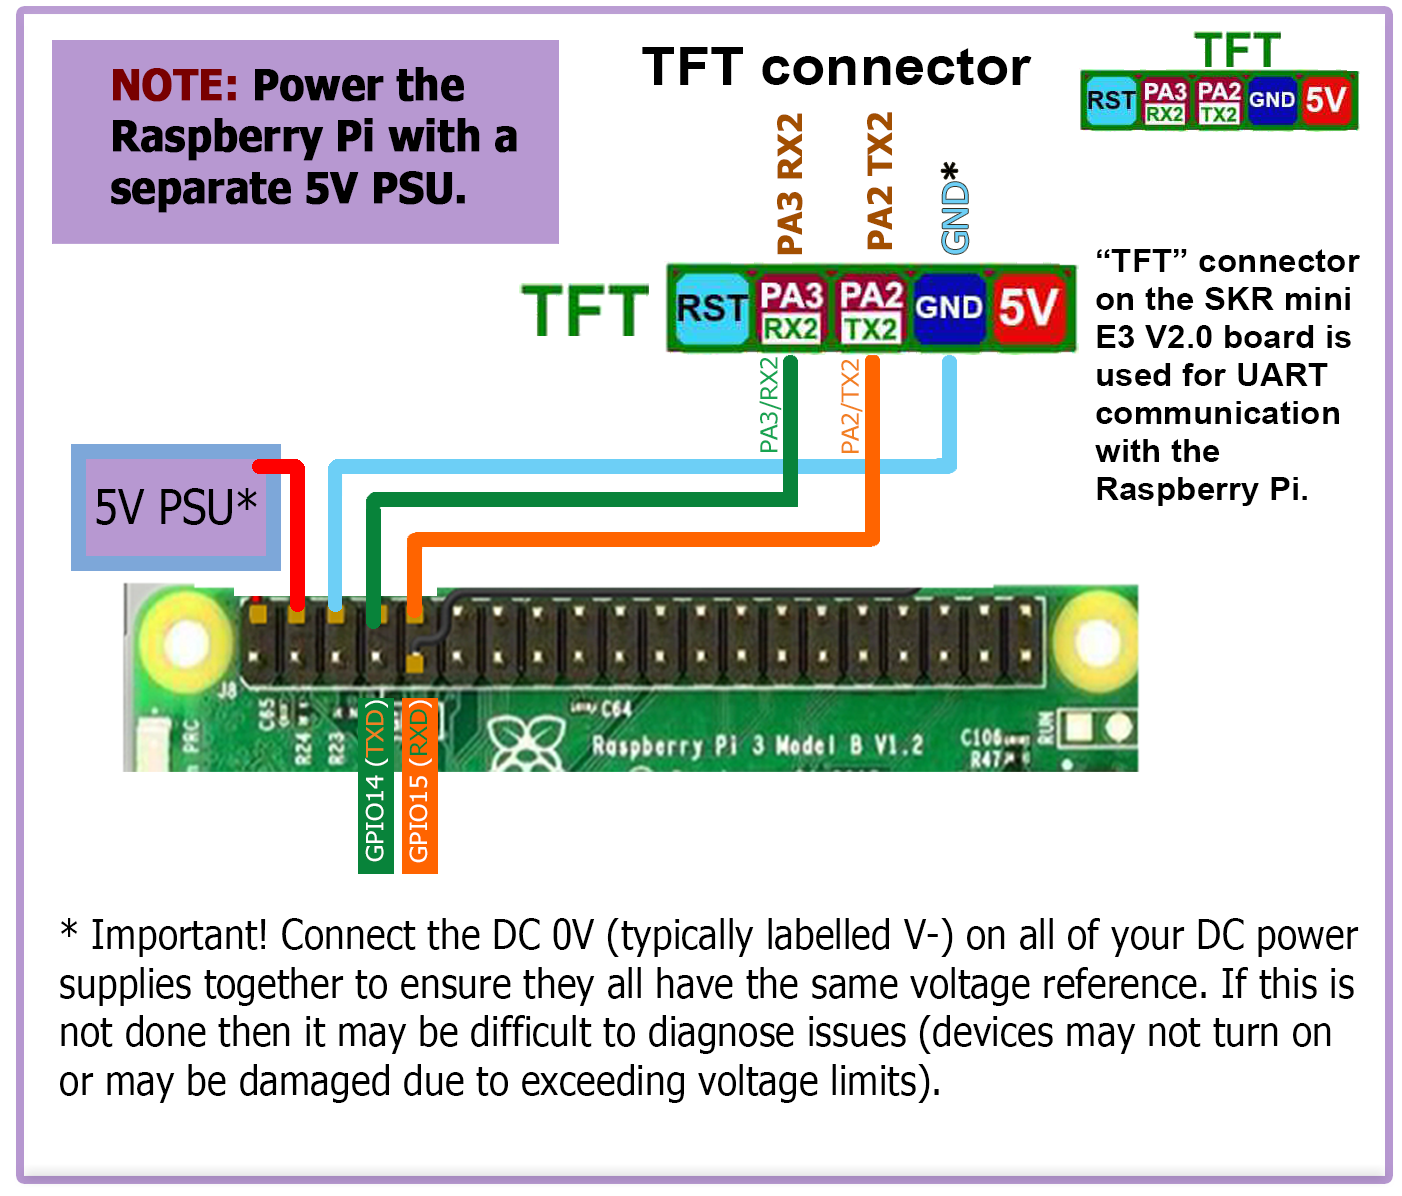 NOTE: Power the
Raspberry Pi with a
separate 5V PSU.
TFT connector
TFT
RST PA3 RX2 PA2 TX2 GND 5V
PA3 RX2
PA2 TX2
GND*
TFT
RST PA3 RX2 PA2 TX2 GND 5V
PA3/RX2
PA2/TX2
“TFT” connector
on the SKR mini
E3 V2.0 board is
used for UART
communication
with the
Raspberry Pi.
5V PSU*
J8
PRC
C65
R24
R23
C64
Raspberry Pi 3 Model B V1.2
C106
R47
RUN
GPIO14 (TXD)
GPIO15 (RXD)
* Important! Connect the DC 0V (typically labelled V-) on all of your DC power
supplies together to ensure they all have the same voltage reference. If this is
not done then it may be difficult to diagnose issues (devices may not turn on
or may be damaged due to exceeding voltage limits).